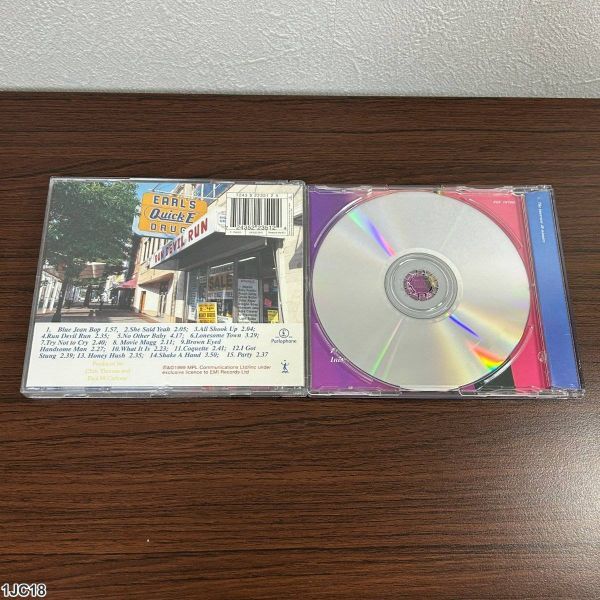 EARL'S
QuickE
DRUG
RUN DEVIL RUN
SALE
1. Blue Jean Bop 1.57, 2.She Said Yeah 2.05; 3.All Shook Up 2.04;
4.Run Devil Run 2.35; 5.No Other Baby 4.17; 6.Lonesome Town 3.29;
7.Try Not to Cry 2.40; 8. Movie Magg 2.11; 9.Brown Eyed
Handsome Man 2.27; 10.What It Is 2.23; 11.Coquette 2.41; 12.I Got
Stung 2.39; 13. Honey Hush 2.35; 14.Shake A Hand 3.50; 15. Party 2.37
Parlophone
Chris Thomas and
Paul McCartney
℗&©1999 MPL Communications Ltd/Inc under
exclusive licence to EMI Records Ltd
1JC18